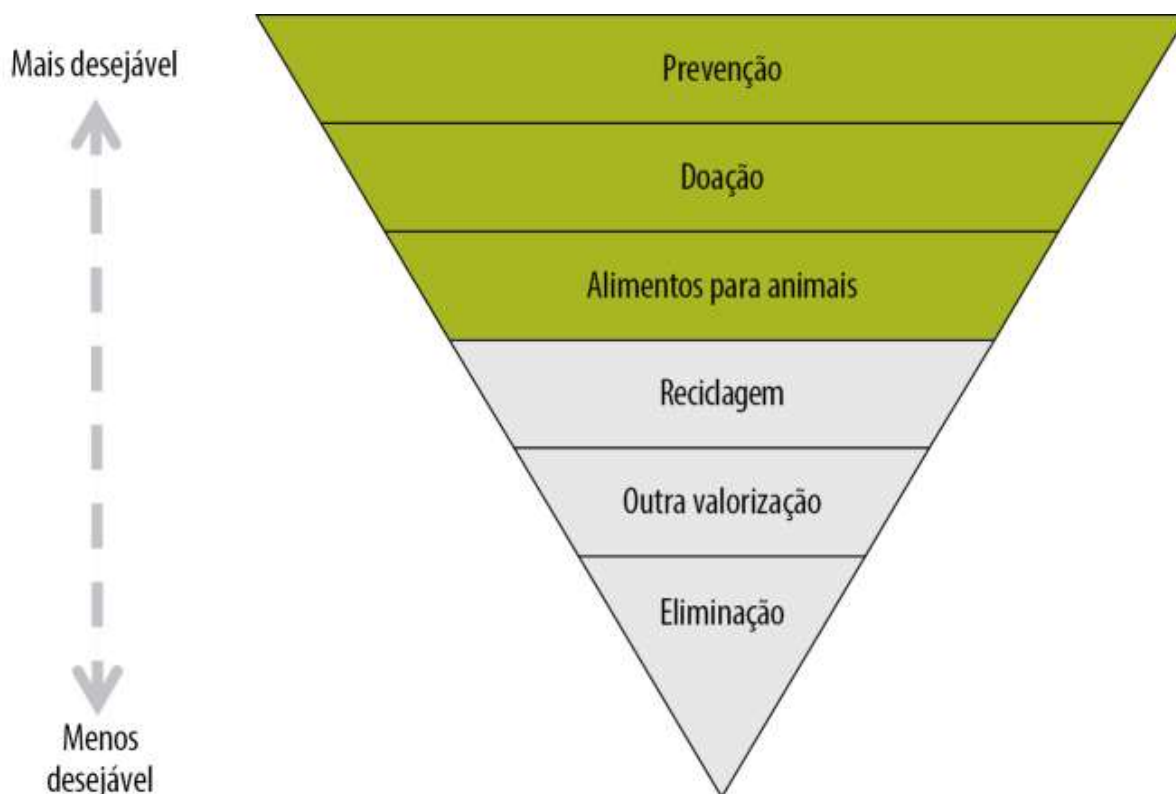 Mais desejável
Prevenção
Doação
Alimentos para animais
Reciclagem
Outra valorização
Eliminação
Menos
desejável